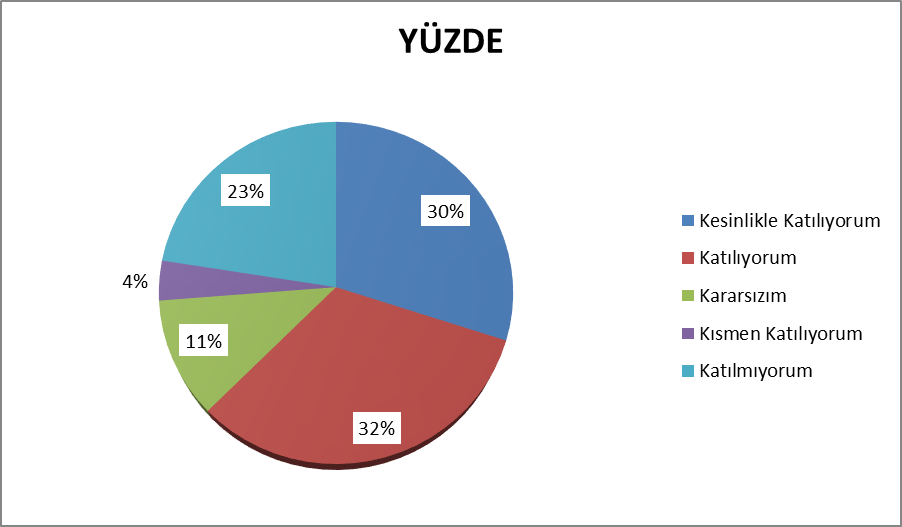 YÜZDE
23%
30%
4%
11%
32%
Kesinlikle Katılıyorum
Katılıyorum
Kararsızım
Kısmen Katılıyorum
Katılmıyorum